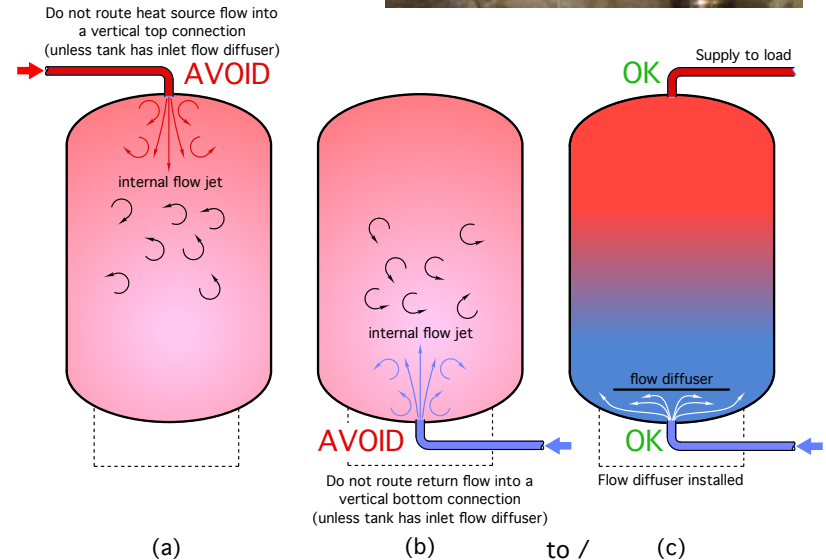 Do not route heat source flow into
a vertical top connection
(unless tank has inlet flow diffuser)
AVOID
internal flow jet
internal flow jet
AVOID
Do not route return flow into a
vertical bottom connection
(unless tank has inlet flow diffuser)
Supply to load
OK
flow diffuser
OK
Flow diffuser installed
(a)
(b)
to /
(c)